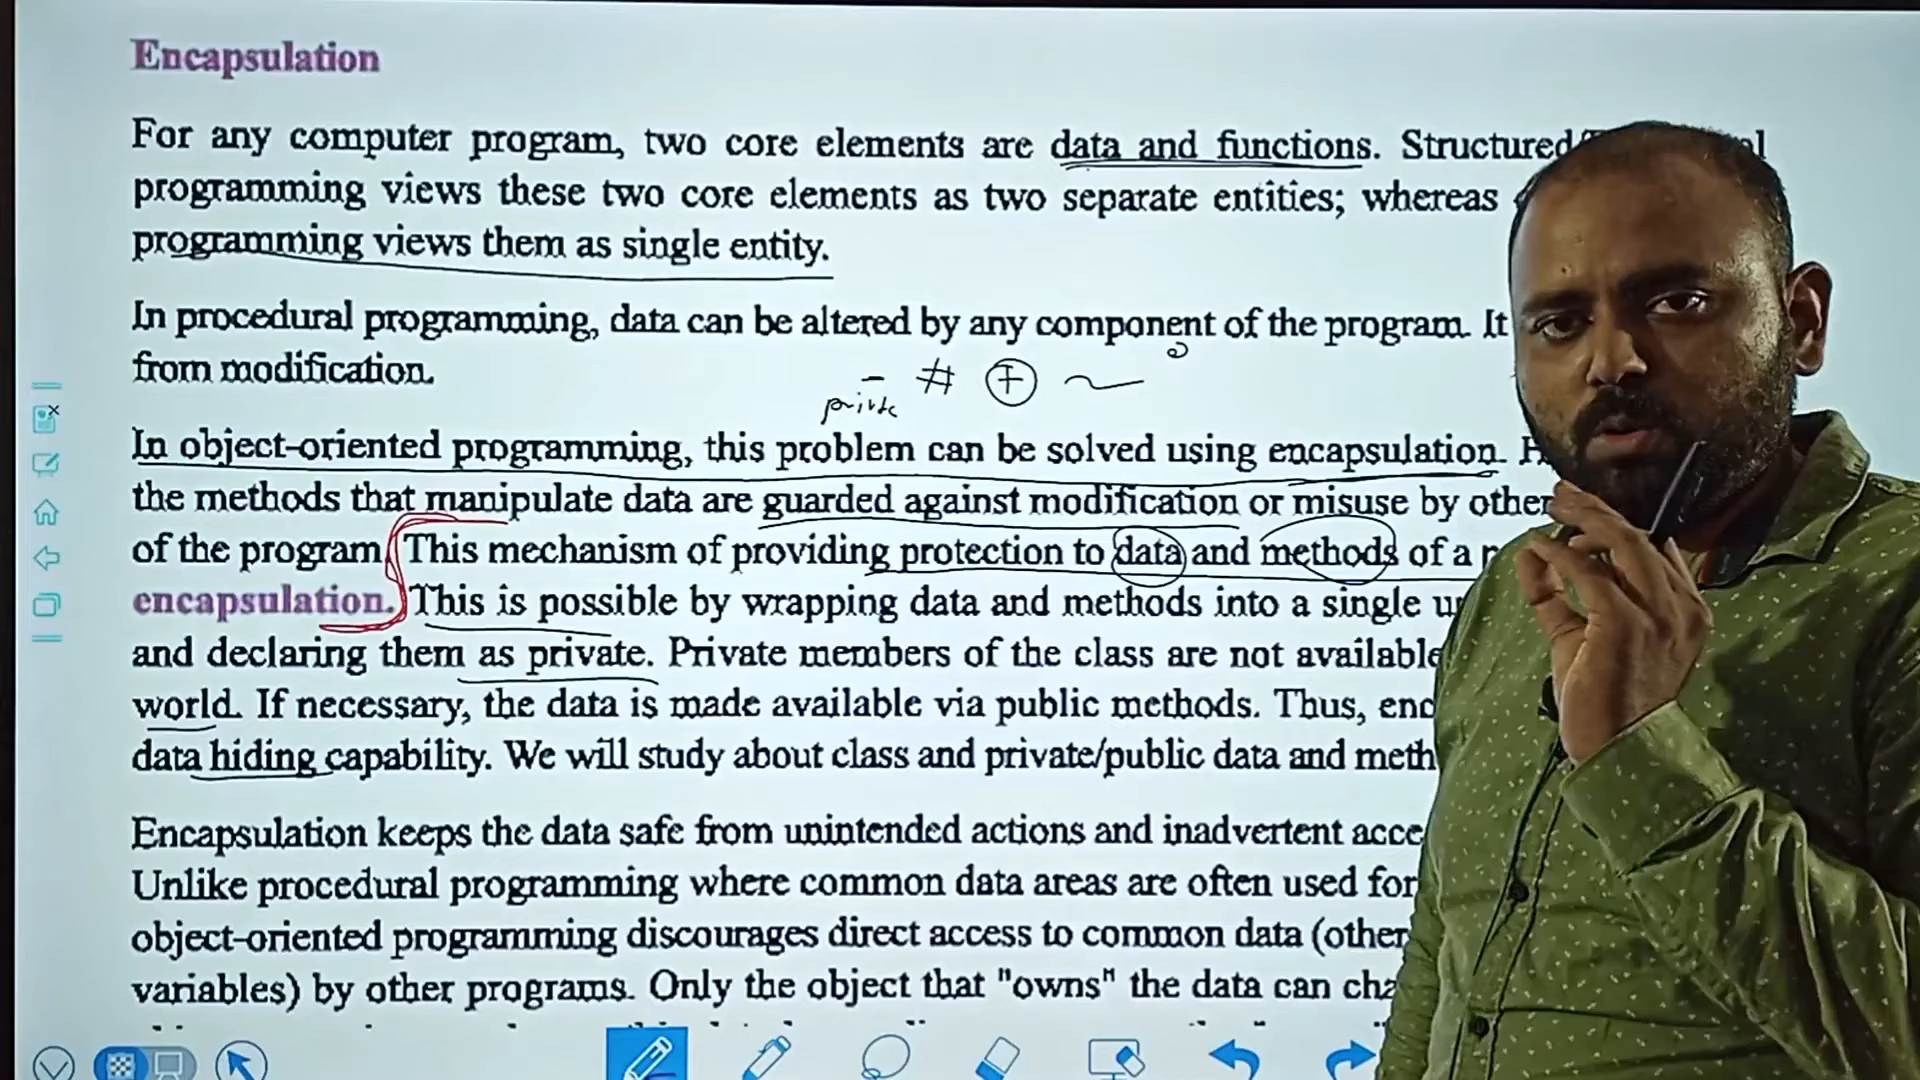 Encapsulation
For any computer program, two core elements are data and functions. Structured
programming views these two core elements as two separate entities; whereas
programming views them as single entity.
In procedural programming, data can be altered by any component of the program. It
from modification.
- # + ~
private
In object-oriented programming, this problem can be solved using encapsulation.
the methods that manipulate data are guarded against modification or misuse by other
of the program. This mechanism of providing protection to data and methods of a
encapsulation. This is possible by wrapping data and methods into a single
and declaring them as private. Private members of the class are not available
world. If necessary, the data is made available via public methods. Thus,
data hiding capability. We will study about class and private/public data and
Encapsulation keeps the data safe from unintended actions and inadvertent
Unlike procedural programming where common data areas are often used for
object-oriented programming discourages direct access to common data (other
variables) by other programs. Only the object that "owns" the data can